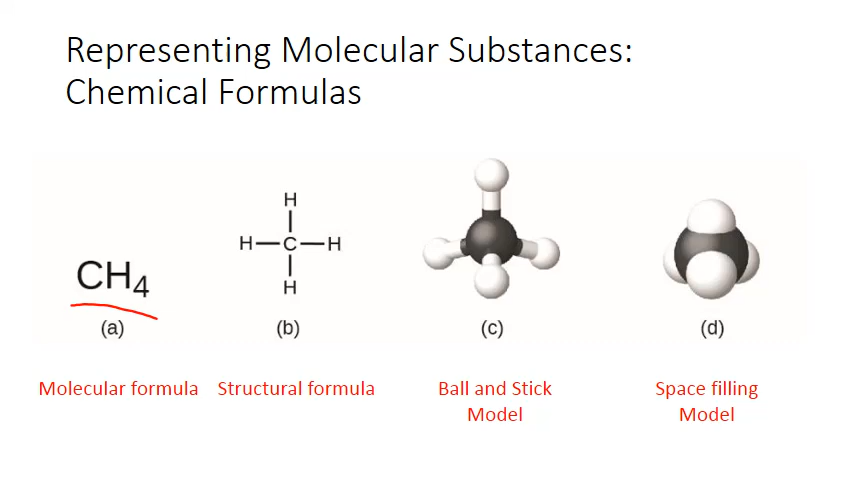 Representing Molecular Substances:
Chemical Formulas
CH4
(a)
H
H—C—H
H
(b)
(c)
(d)
Molecular formula
Structural formula
Ball and Stick
Model
Space filling
Model